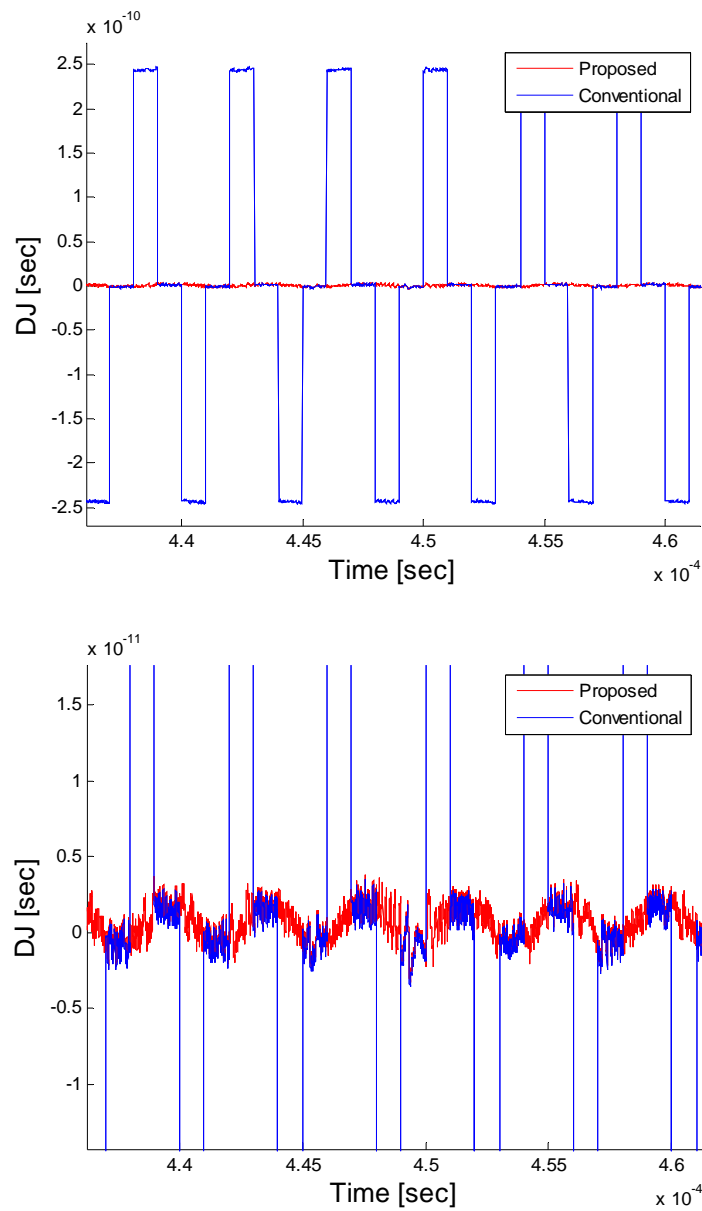 x 10-10
2.5
2
1.5
1
0.5
0
-0.5
-1
-1.5
-2
-2.5
DJ [sec]
Proposed
Conventional
4.4 4.45 4.5 4.55 4.6
Time [sec]
x 10-4
x 10-11
1.5
1
0.5
0
-0.5
-1
DJ [sec]
Proposed
Conventional
4.4 4.45 4.5 4.55 4.6
Time [sec]
x 10-4